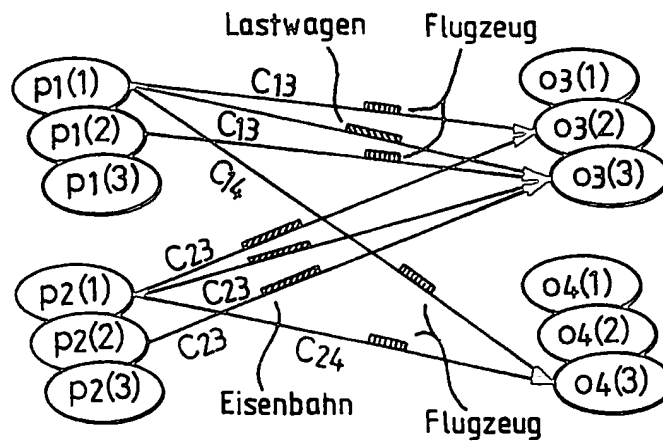 Lastwagen
Flugzeug
p1(1)
p1(2)
p1(3)
C13
C13
C14
o3(1)
o3(2)
o3(3)
p2(1)
p2(2)
p2(3)
C23
C23
C23
C24
o4(1)
o4(2)
o4(3)
Eisenbahn
Flugzeug